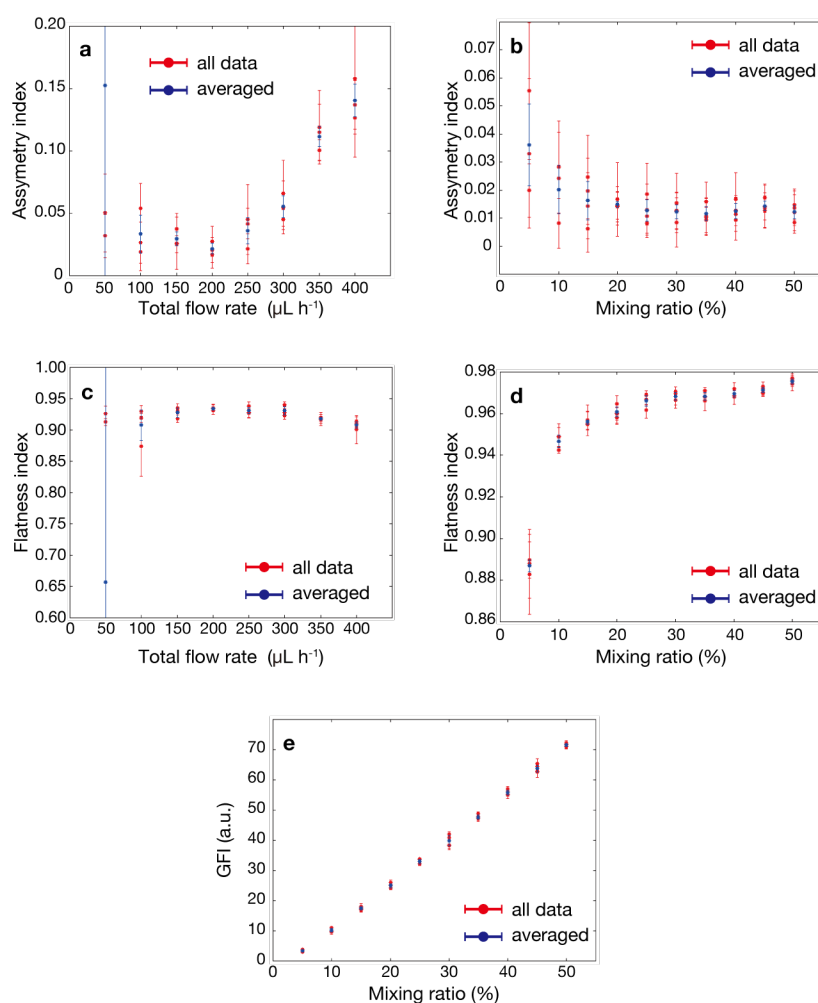 a
all data
averaged
Assymetry index
0.20
0.15
0.10
0.05
0
0 50 100 150 200 250 300 350 400
Total flow rate (µL h⁻¹)
b
all data
averaged
Assymetry index
0.07
0.06
0.05
0.04
0.03
0.02
0.01
0
0 10 20 30 40 50
Mixing ratio (%)
c
all data
averaged
Flatness index
1.00
0.95
0.90
0.85
0.80
0.75
0.70
0.65
0.60
0 50 100 150 200 250 300 350 400
Total flow rate (µL h⁻¹)
d
all data
averaged
Flatness index
0.98
0.96
0.94
0.92
0.90
0.88
0.86
0 10 20 30 40 50
Mixing ratio (%)
e
all data
averaged
GFI (a.u.)
70
60
50
40
30
20
10
0
0 10 20 30 40 50
Mixing ratio (%)